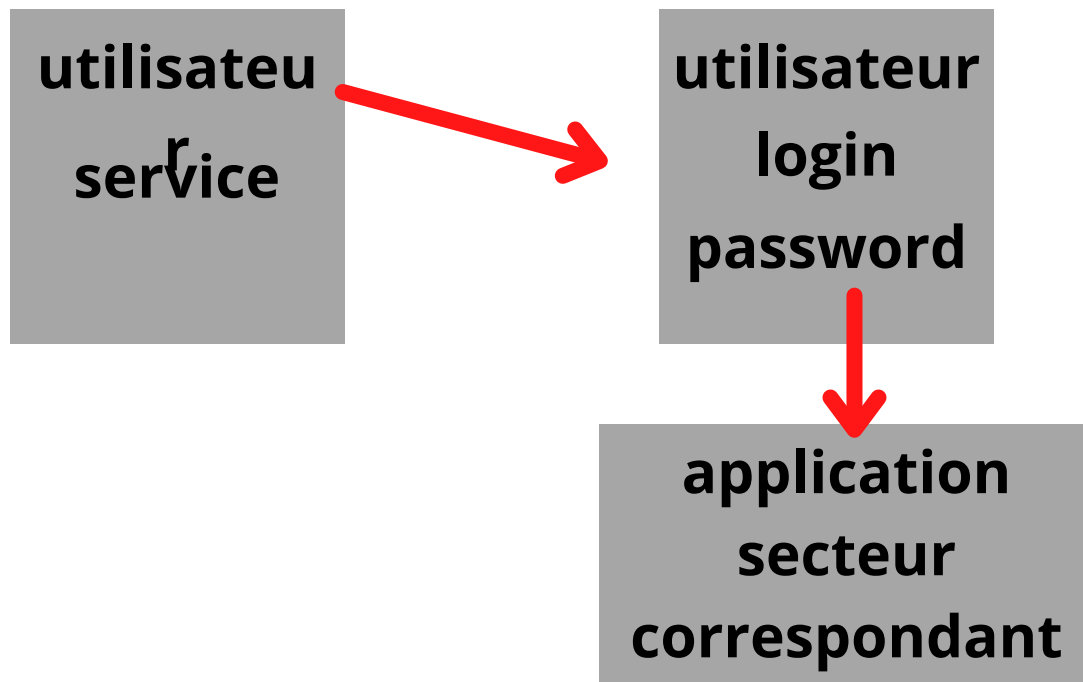 utilisateu
r
service
utilisateur
login
password
application
secteur
correspondant